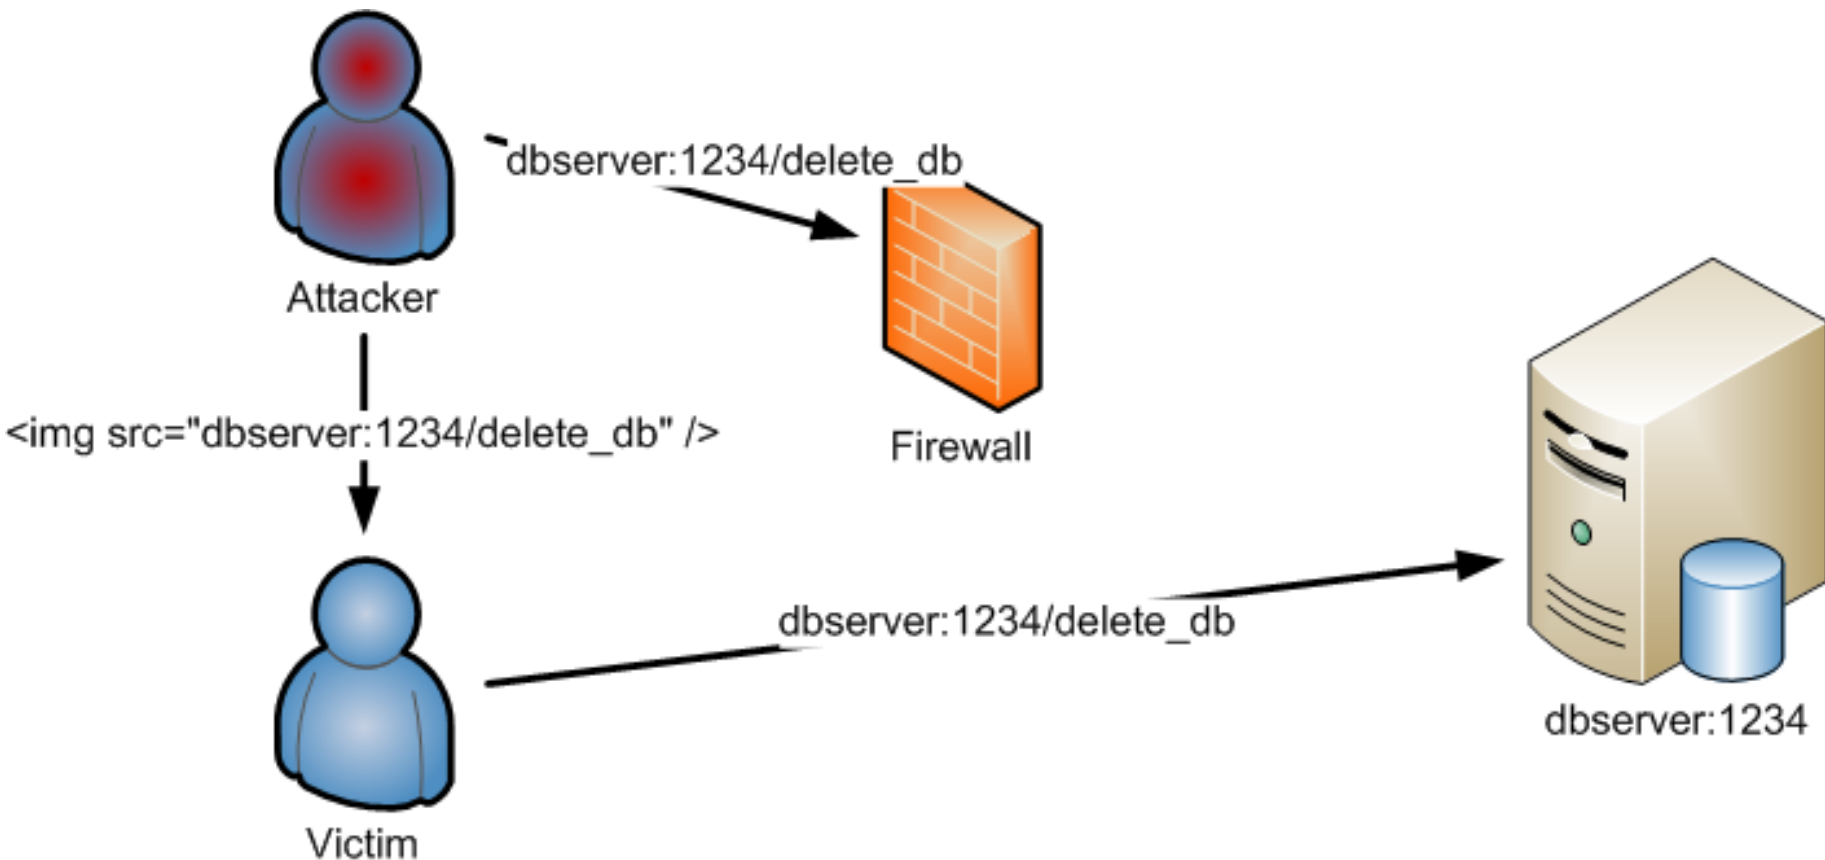 dbserver:1234/delete_db
Attacker
<img src="dbserver:1234/delete_db" />
Firewall
dbserver:1234/delete_db
dbserver:1234
Victim